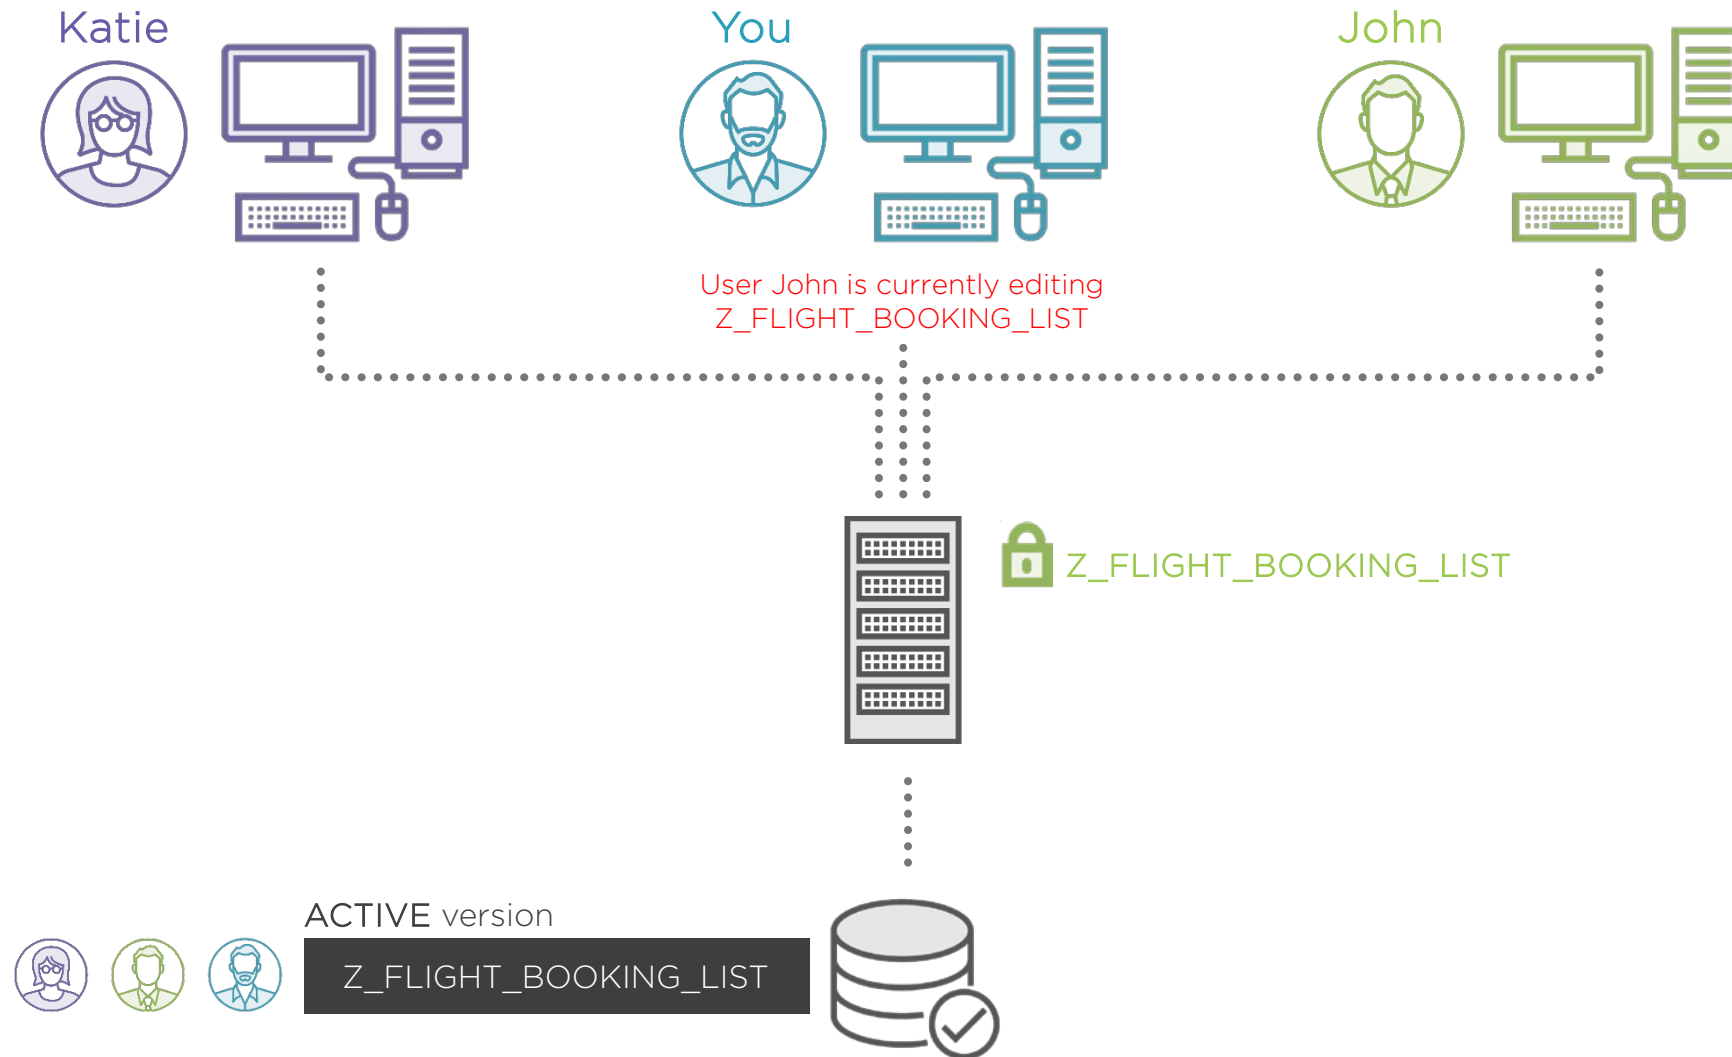 Katie
You
John
User John is currently editing
Z_FLIGHT_BOOKING_LIST
Z_FLIGHT_BOOKING_LIST
ACTIVE version
Z_FLIGHT_BOOKING_LIST